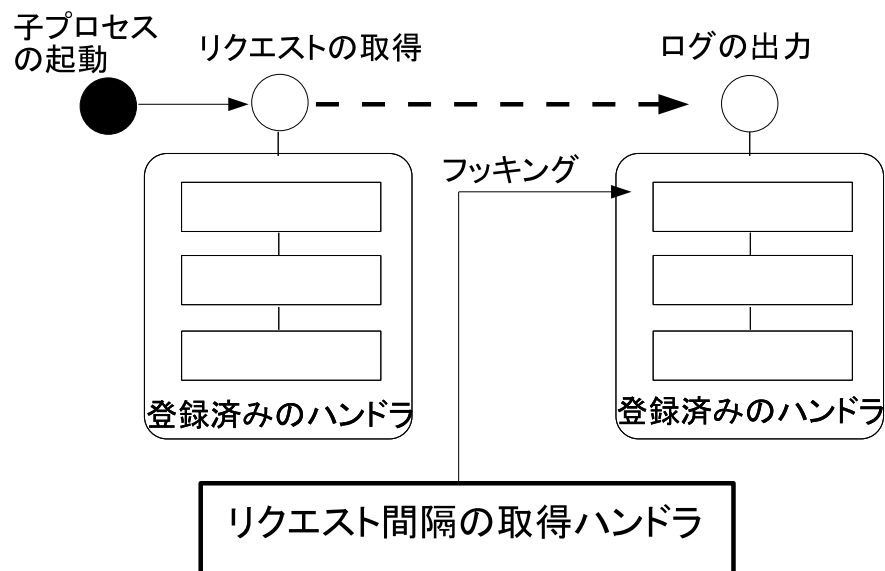 子プロセス
の起動
リクエストの取得
ログの出力
フッキング
登録済みのハンドラ
登録済みのハンドラ
リクエスト間隔の取得ハンドラ